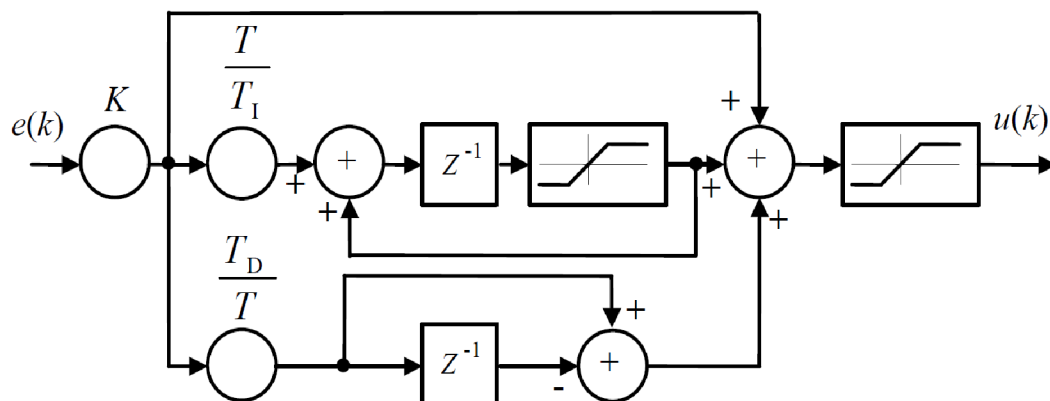 T
T_I
K
e(k)
+
u(k)
+
Z^-1
+
+
+
+
+
T_D
T
+
Z^-1
+
-